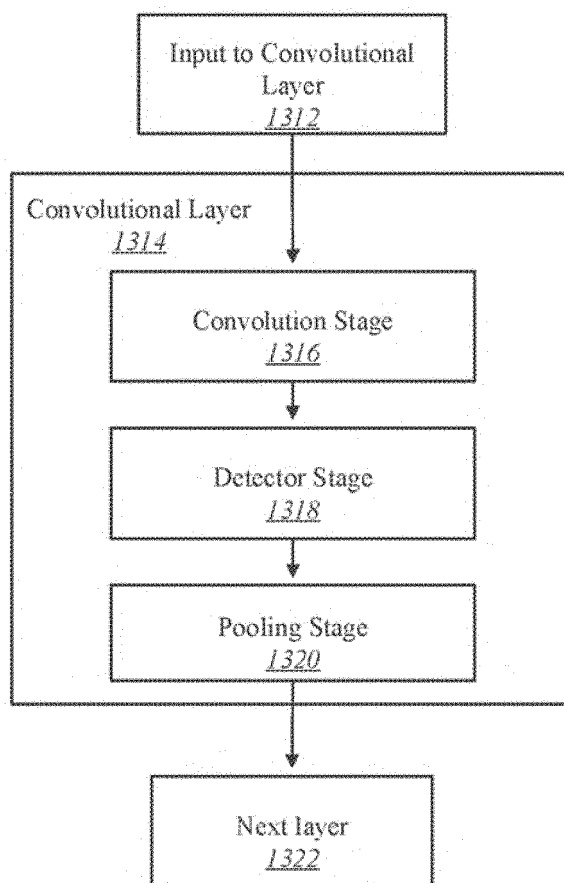 Input to Convolutional
Layer
1312
Convolutional Layer
1314
Convolution Stage
1316
Detector Stage
1318
Pooling Stage
1320
Next layer
1322